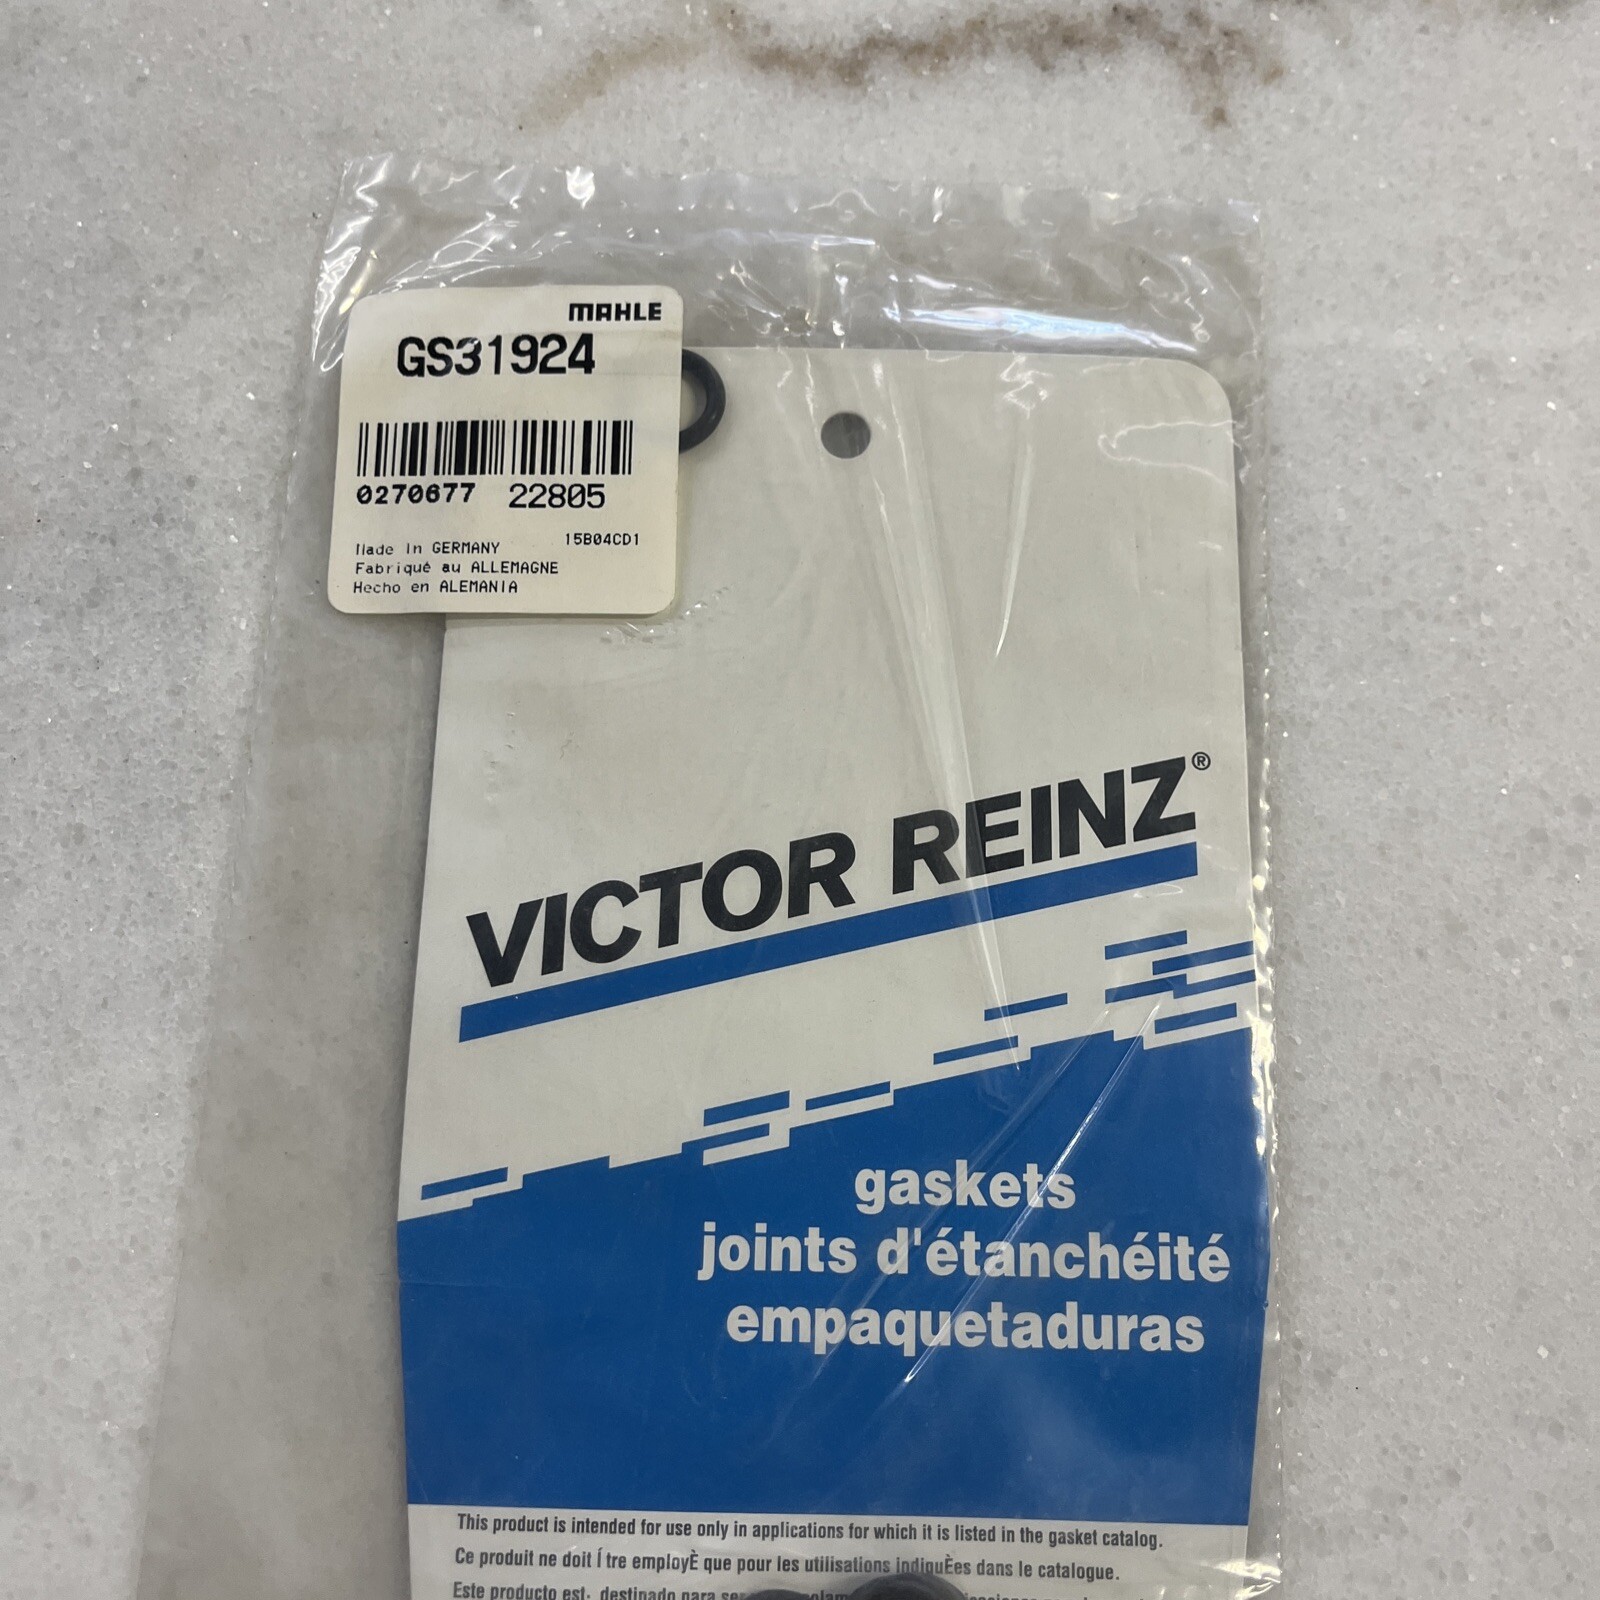 MAHLE
GS31924
0270677 22805
15B04CD1
Made In GERMANY
Fabriqué au ALLEMAGNE
Hecho en ALEMANIA
VICTOR REINZ®
gaskets
joints d'étanchéité
empaquetaduras
This product is intended for use only in applications for which it is listed in the gasket catalog.
Ce produit ne doit Í tre employÈ que pour les utilisations indiquÈes dans le catalogue.
Este producto est· destinado para